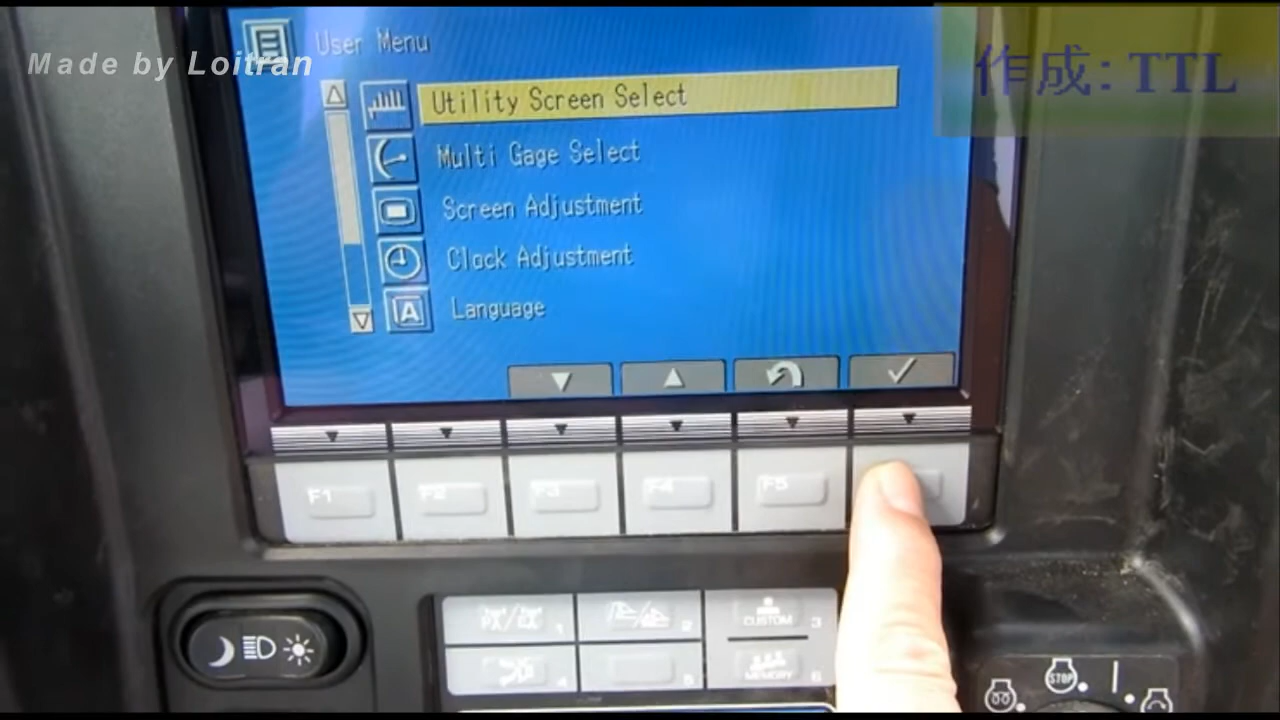 User Menu
Made by Loitran
作成: TTL
Utility Screen Select
Multi Gage Select
Screen Adjustment
Clock Adjustment
A Language
F1 F2 F3 F4 F5
1 2 CUSTOM 3
4 5 MEMORY 6
STOP